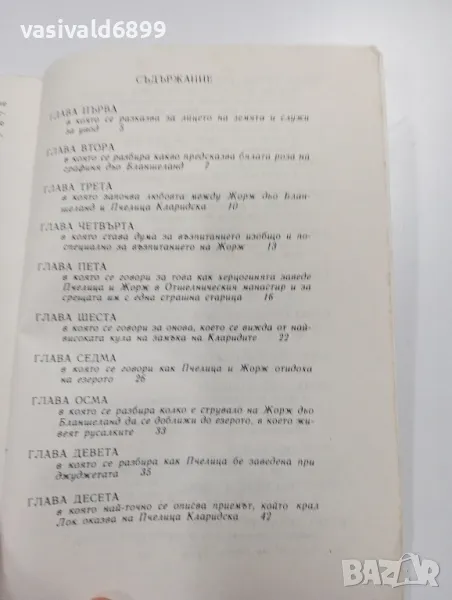 vasivald6899
СЪДЪРЖАНИЕ
ГЛАВА ПЪРВА
в която се разказва за лицето на земята и служи
за увод 5
ГЛАВА ВТОРА
в която се разбира какво предсказва бялата роза на
графиня дьо Бланшеланд 7
ГЛАВА ТРЕТА
в която започва любовта между Жорж дьо Блан-
шеланд и Пчелица Кларидска 10
ГЛАВА ЧЕТВЪРТА
в която става дума за възпитанието изобщо и по-
специално за възпитанието на Жорж 13
ГЛАВА ПЕТА
в която се говори за това как херцогинята заведе
Пчелица и Жорж в Отшелническия манастир и за
срещата им с една страшна старица 16
ГЛАВА ШЕСТА
в която се говори за онова, което се вижда от най-
високата кула на замъка на Кларидите 22
ГЛАВА СЕДМА
в която се говори как Пчелица и Жорж отидоха
на езерото 26
ГЛАВА ОСМА
в която се разбира колко е струвало на Жорж дьо
Бланшеланд да се доближи до езерото, в което жи-
веят русалките 33
ГЛАВА ДЕВЕТА
в която се разбира как Пчелица бе заведена при
джуджетата 35
ГЛАВА ДЕСЕТА
в която най-точно се описва приемът, който крал
Лок оказва на Пчелица Кларидска 42
BAZAR